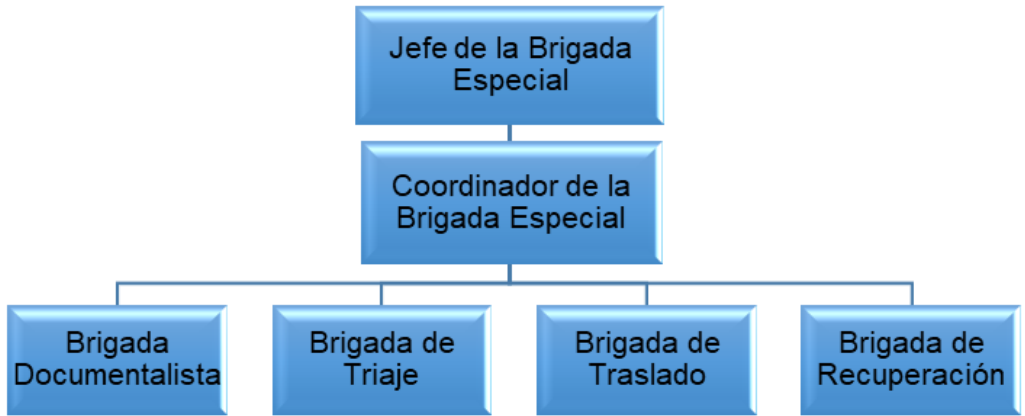 Jefe de la Brigada
Especial
Coordinador de la
Brigada Especial
Brigada
Documentalista
Brigada de
Triaje
Brigada de
Traslado
Brigada de
Recuperación